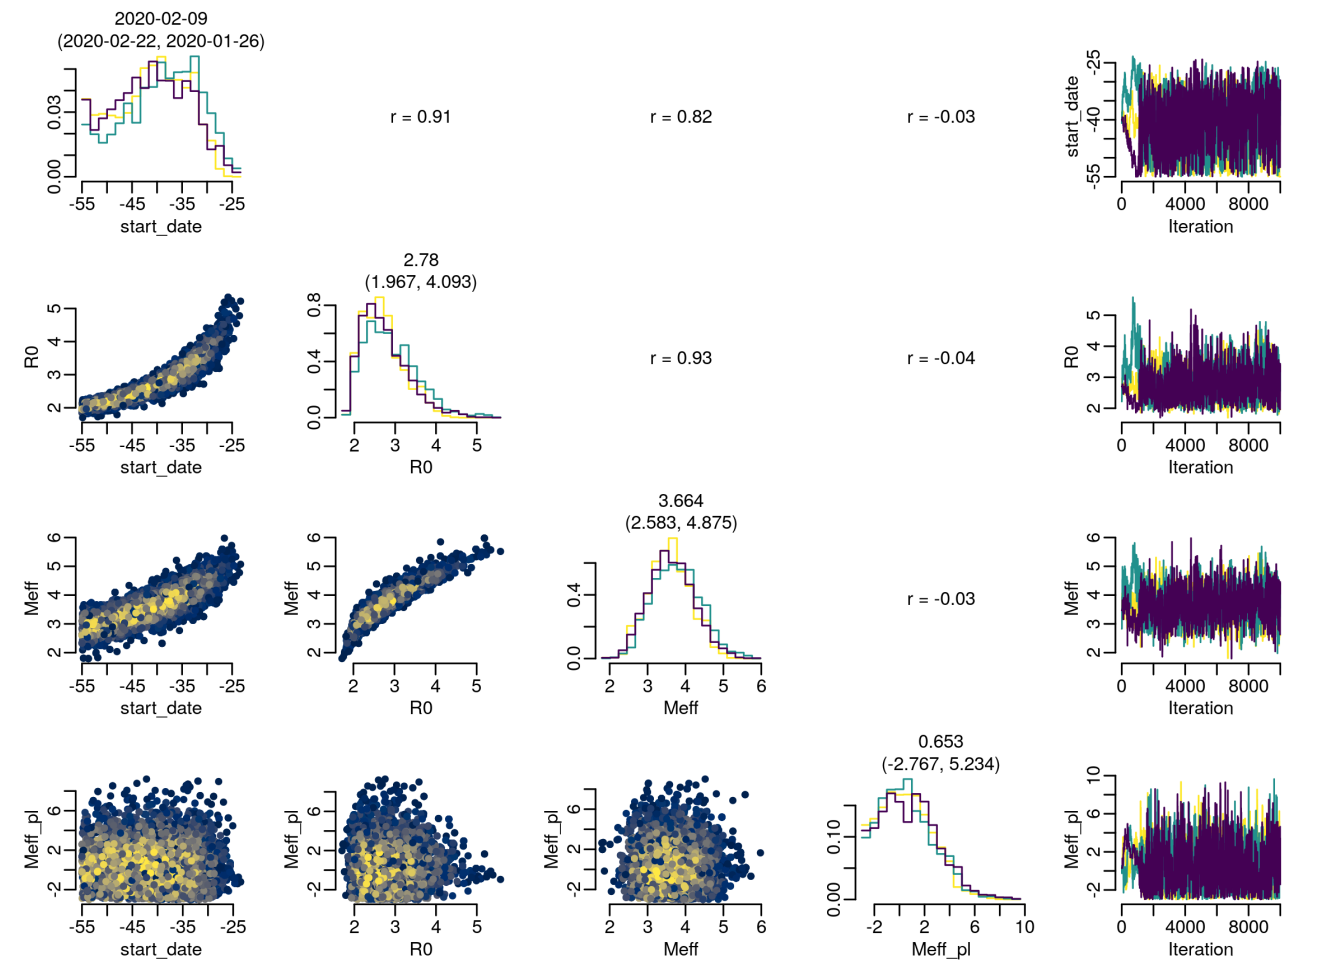 2020-02-09
(2020-02-22, 2020-01-26)
0.00 0.03
-55 -45 -35 -25
start_date
r = 0.91
r = 0.82
r = -0.03
start_date
-55 -40 -25
0 4000 8000
Iteration
R0
2 3 4 5
-55 -45 -35 -25
start_date
2.78
(1.967, 4.093)
0.0 0.4 0.8
2 3 4 5
R0
r = 0.93
r = -0.04
R0
2 3 4 5
0 4000 8000
Iteration
Meff
2 3 4 5 6
-55 -45 -35 -25
start_date
Meff
2 3 4 5 6
2 3 4 5
R0
3.664
(2.583, 4.875)
0.0 0.4
2 3 4 5 6
Meff
r = -0.03
Meff
2 3 4 5 6
0 4000 8000
Iteration
Meff_pl
-2 2 6
-55 -45 -35 -25
start_date
Meff_pl
-2 2 6
2 3 4 5
R0
Meff_pl
-2 2 6
2 3 4 5 6
Meff
0.653
(-2.767, 5.234)
0.00 0.10
-2 2 6 10
Meff_pl
Meff_pl
-2 2 6 10
0 4000 8000
Iteration